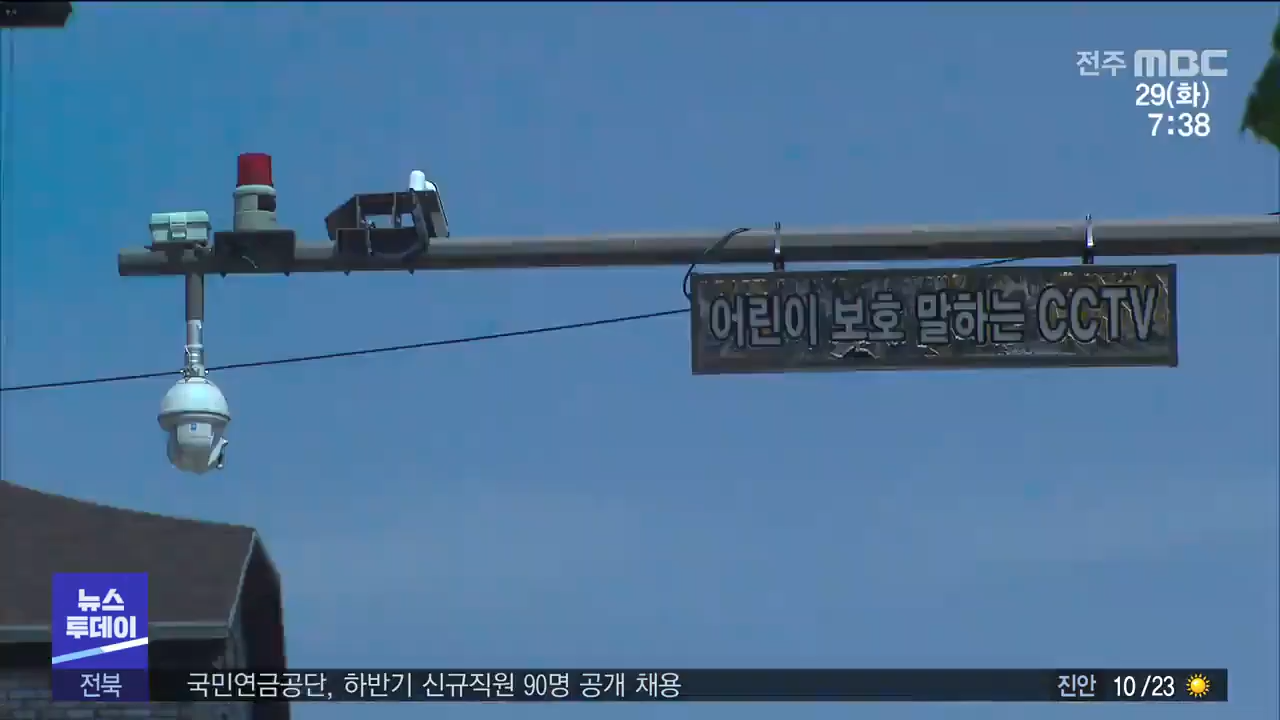 전주 MBC
29(화)
7:38
어린이 보호 말하는 CCTV
뉴스
투데이
전북
국민연금공단, 하반기 신규직원 90명 공개 채용
진안 10/23